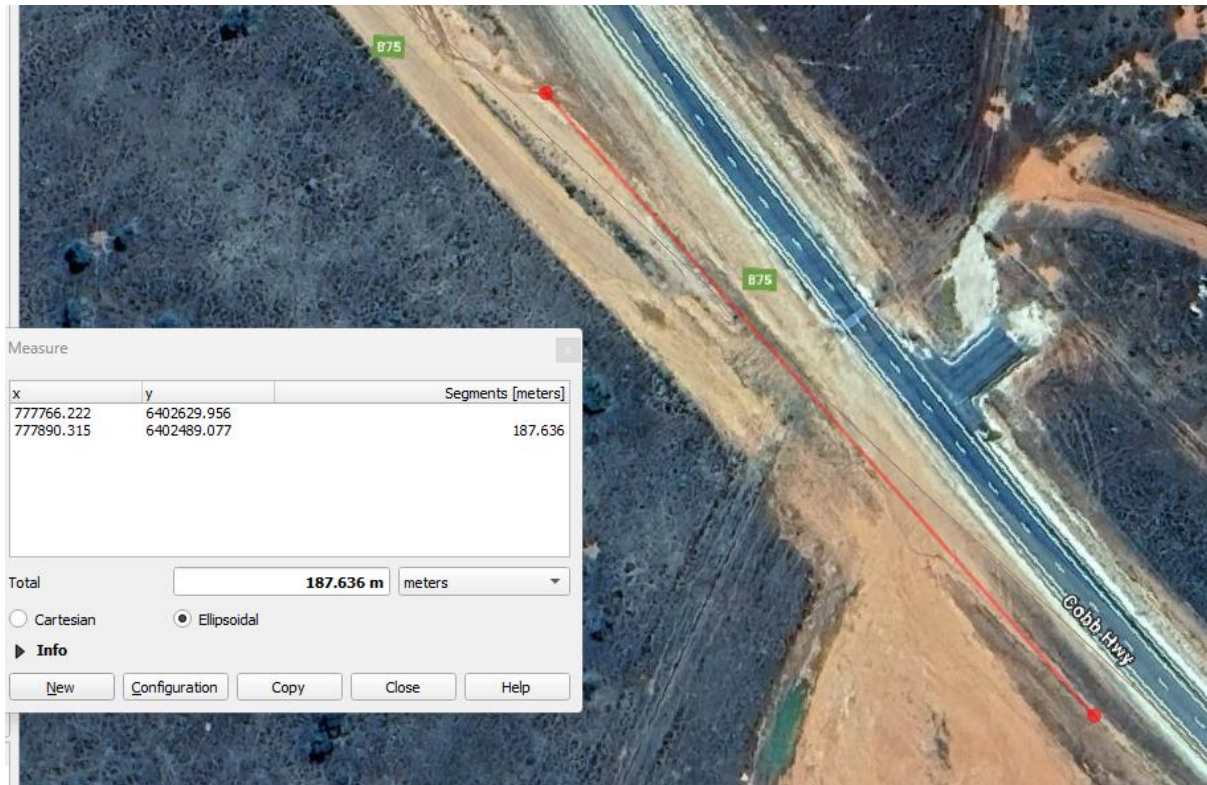 B75
B75
Measure
x y Segments [meters]
777766.222 6402629.956
777890.315 6402489.077 187.636
Total 187.636 m meters
Cartesian Ellipsoidal
Info
New Configuration Copy Close Help
Cobb Hwy